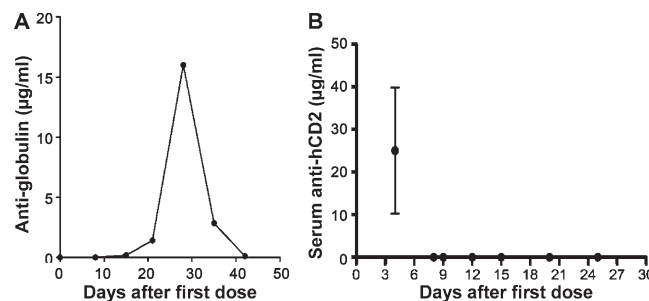 A
Anti-globulin (μg/ml)
20
15
10
5
0
0 10 20 30 40 50
Days after first dose
B
Serum anti-hCD2 (μg/ml)
50
40
30
20
10
0
0 3 6 9 12 15 18 21 24 27 30
Days after first dose